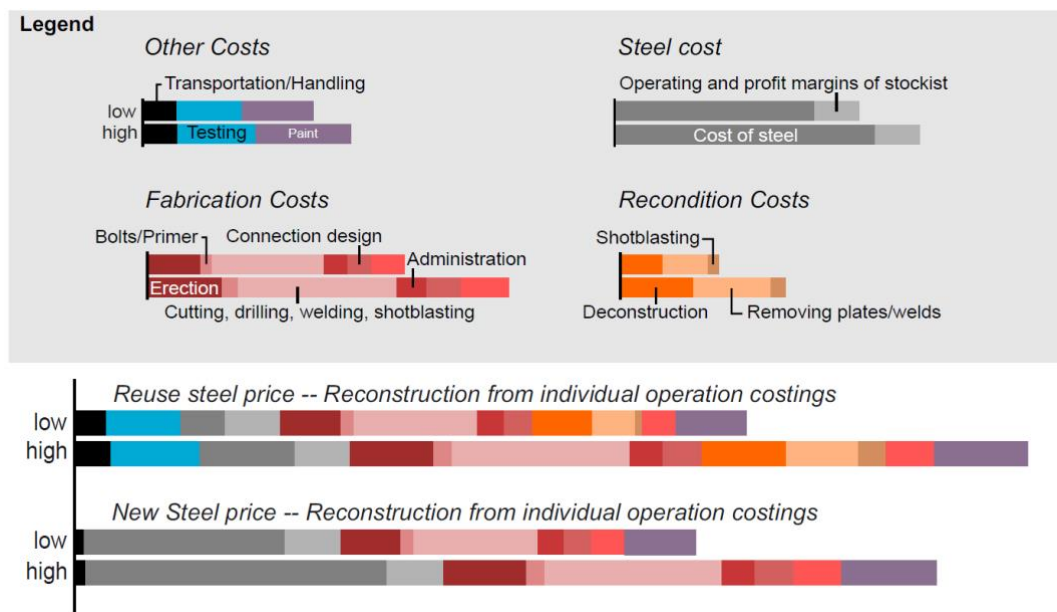 Legend
Other Costs
Steel cost
Transportation/Handling
Operating and profit margins of stockist
low
high
Testing
Paint
Cost of steel
Fabrication Costs
Recondition Costs
Bolts/Primer
Connection design
Shotblasting
Administration
Erection
Cutting, drilling, welding, shotblasting
Deconstruction
Removing plates/welds
Reuse steel price -- Reconstruction from individual operation costings
low
high
New Steel price -- Reconstruction from individual operation costings
low
high